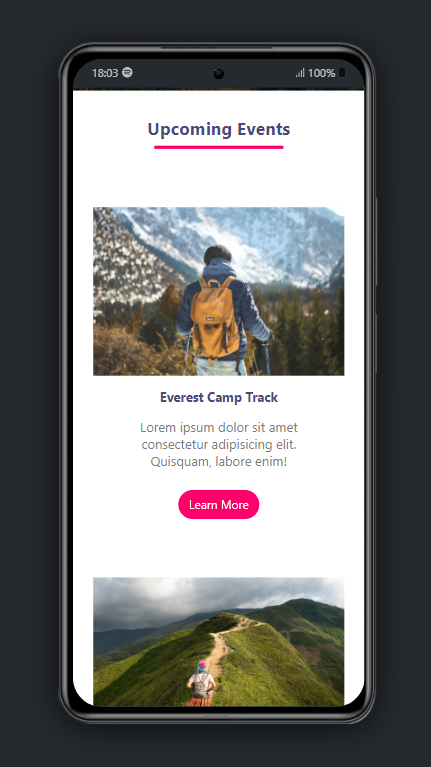 18:03
100%
Upcoming Events
Everest Camp Track
Lorem ipsum dolor sit amet
consectetur adipisicing elit.
Quisquam, labore enim!
Learn More